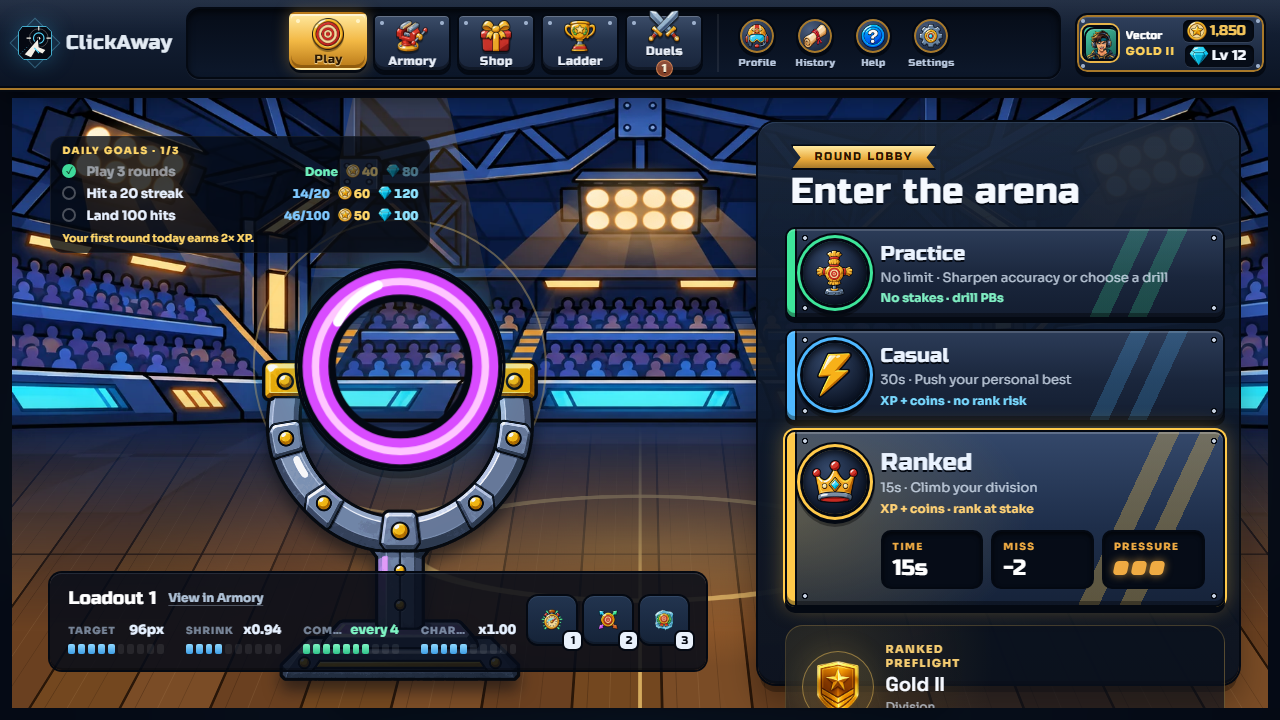 ClickAway
Play
Armory
Shop
Ladder
Duels
1
Profile
History
Help
Settings
Vector
GOLD II
1,850
Lv 12
DAILY GOALS · 1/3
Play 3 rounds Done 40 80
Hit a 20 streak 14/20 60 120
Land 100 hits 46/100 50 100
Your first round today earns 2× XP.
ROUND LOBBY
Enter the arena
Practice
No limit · Sharpen accuracy or choose a drill
No stakes · drill PBs
Casual
30s · Push your personal best
XP + coins · no rank risk
Ranked
15s · Climb your division
XP + coins · rank at stake
TIME
15s
MISS
-2
PRESSURE
RANKED
PREFLIGHT
Gold II
Division
Loadout 1 View in Armory
TARGET 96px
SHRINK x0.94
COM... every 4
CHAR... x1.00
1
2
3